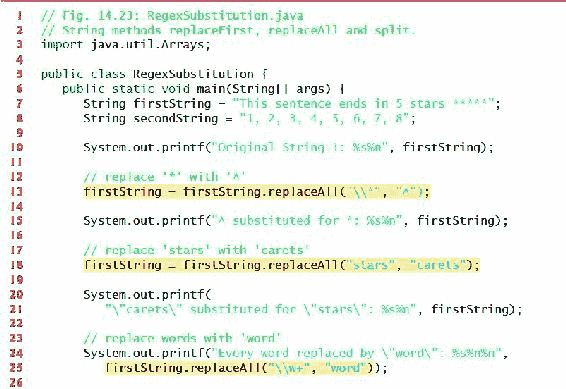 1 // Fig. 14.23: RegexSubstitution.java
2 // String methods replaceFirst, replaceAll and split.
3 import java.util.Arrays;
4
5 public class RegexSubstitution {
6 public static void main(String[] args) {
7 String firstString = "This sentence ends in 5 stars *****";
8 String secondString = "1, 2, 3, 4, 5, 6, 7, 8";
9
10 System.out.printf("Original String 1: %s%n", firstString);
11
12 // replace '*' with '^'
13 firstString = firstString.replaceAll("\\*", "^");
14
15 System.out.printf("^ substituted for *: %s%n", firstString);
16
17 // replace 'stars' with 'carets'
18 firstString = firstString.replaceAll("stars", "carets");
19
20 System.out.printf(
21 "\"carets\" substituted for \"stars\": %s%n", firstString);
22
23 // replace words with 'word'
24 System.out.printf("Every word replaced by \"word\": %s%n%n",
25 firstString.replaceAll("\\w+", "word"));
26